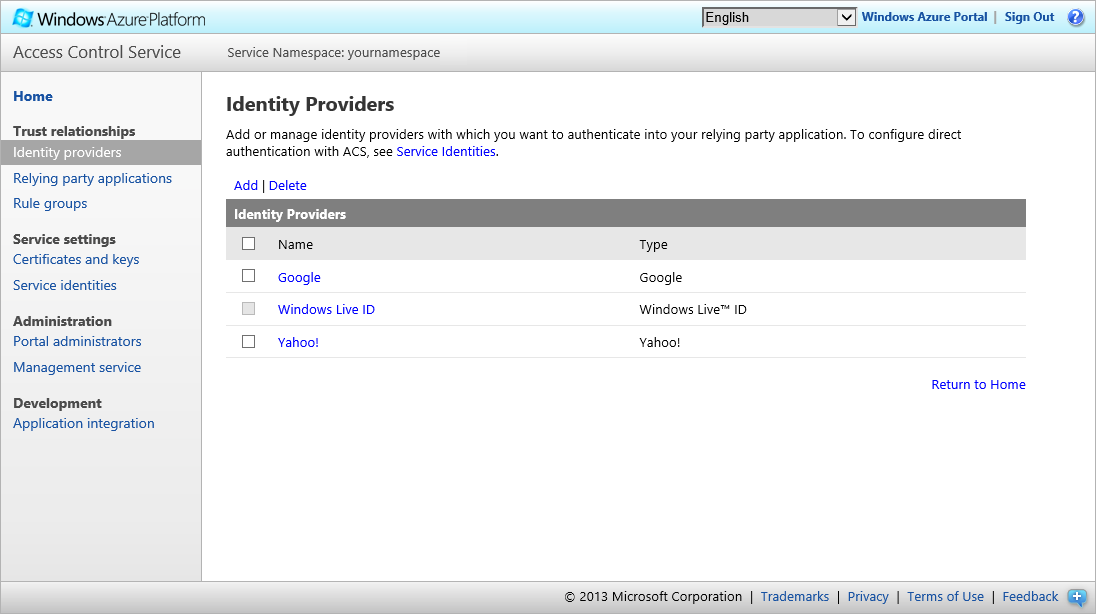 Windows Azure Platform
English
Windows Azure Portal | Sign Out ?
Access Control Service
Service Namespace: yournamespace
Home
Trust relationships
Identity providers
Relying party applications
Rule groups
Service settings
Certificates and keys
Service identities
Administration
Portal administrators
Management service
Development
Application integration
Identity Providers
Add or manage identity providers with which you want to authenticate into your relying party application. To configure direct
authentication with ACS, see Service Identities.
Add | Delete
Identity Providers
Name Type
Google Google
Windows Live ID Windows Live™ ID
Yahoo! Yahoo!
Return to Home
© 2013 Microsoft Corporation | Trademarks | Privacy | Terms of Use | Feedback